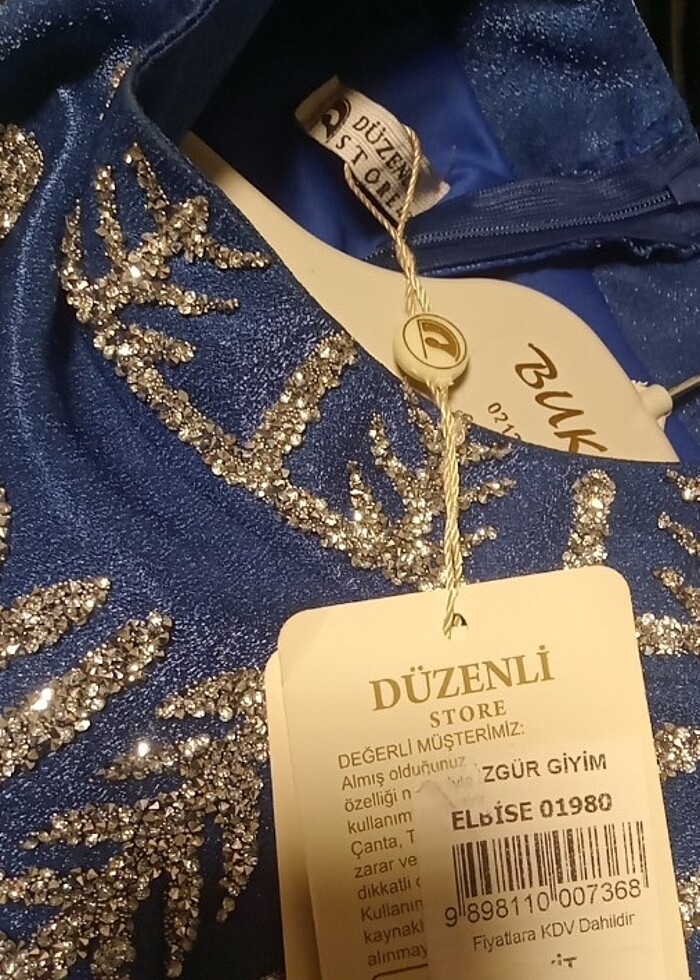 DÜZENLİ
STORE
BUK
0212
DÜZENLİ
STORE
DEĞERLİ MÜŞTERİMİZ:
Almış olduğunuz
özelliği
kullanım
Çanta,
zarar ve
dikkatli
Kullanım
kaynakl
alınmay
ZGÜR GİYİM
ELBİSE 01980
9 898110 007368
Fiyatlara KDV Dahildir